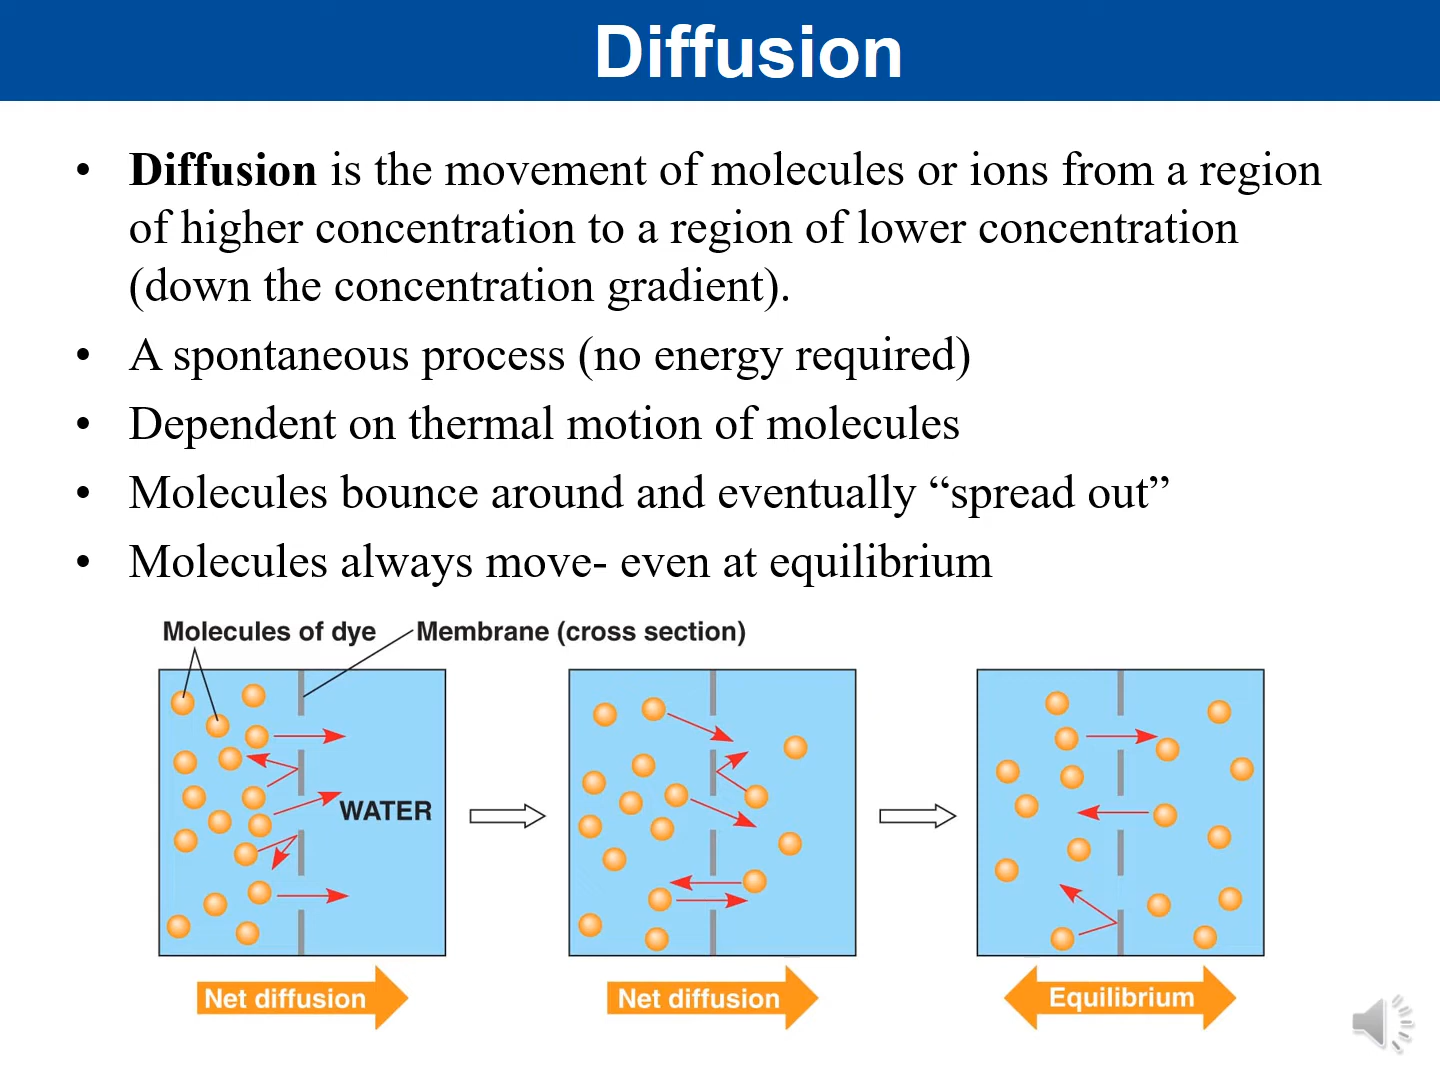 Diffusion
• Diffusion is the movement of molecules or ions from a region
of higher concentration to a region of lower concentration
(down the concentration gradient).
• A spontaneous process (no energy required)
• Dependent on thermal motion of molecules
• Molecules bounce around and eventually “spread out”
• Molecules always move- even at equilibrium
Molecules of dye
Membrane (cross section)
WATER
Net diffusion
Net diffusion
Equilibrium